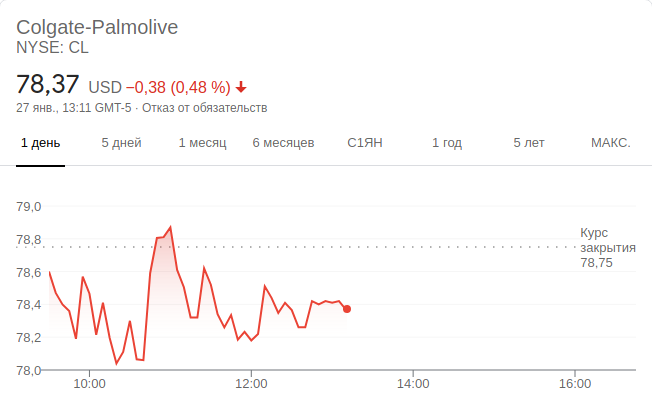 Colgate-Palmolive
NYSE: CL
78,37 USD −0,38 (0,48 %)
27 янв., 13:11 GMT-5 · Отказ от обязательств
1 день 5 дней 1 месяц 6 месяцев С1ЯН 1 год 5 лет МАКС.
79,0
78,8
78,6
78,4
78,2
78,0
Курс
закрытия
78,75
10:00 12:00 14:00 16:00